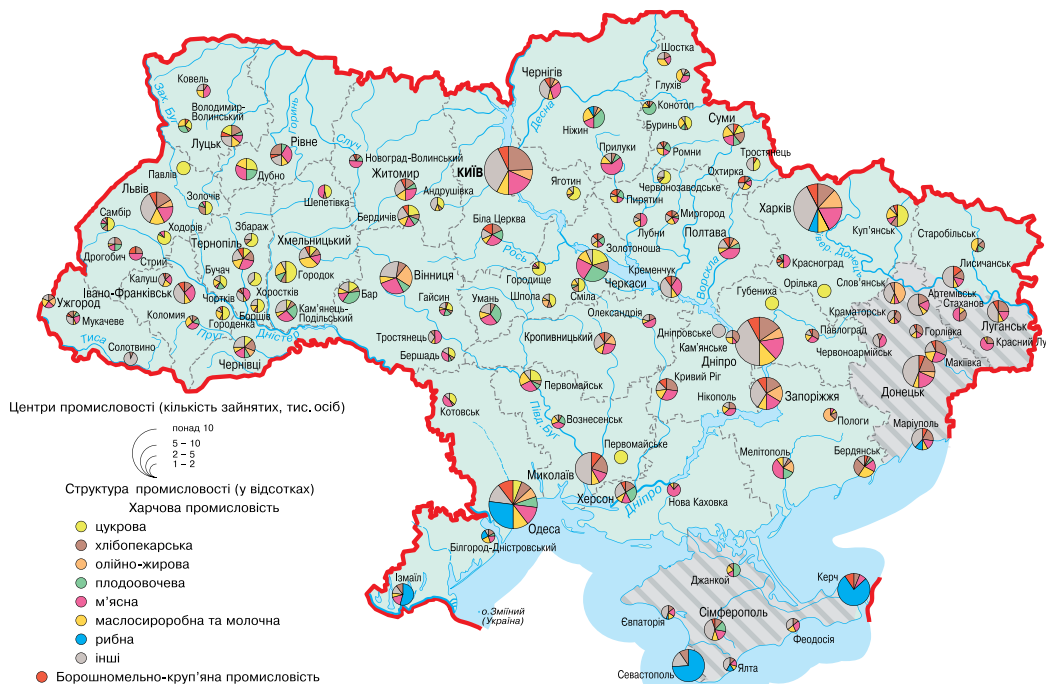 Шостка
Глухів
Ковель
Чернігів
Конотоп
Володимир-
Волинський
Зах. Буг
Горинь
Случ
Десна
Ніжин
Буринь
Суми
Луцьк
Рівне
Новоград-Волинський
Прилуки
Ромни
Тростянець
Павлів
Дубно
Житомир
КИЇВ
Охтирка
Львів
Шепетівка
Андрушівка
Яготин
Червонозаводське
Золочів
Пирятин
Харків
Самбір
Бердичів
Біла Церква
Миргород
Куп'янськ
Ходорів
Збараж
Лубни
Полтава
Старобільськ
Тернопіль
Хмельницький
Рось
Золотоноша
Дрогобич
Стрий
Вінниця
Ворскла
Сівер. Донець
Лисичанськ
Калуш
Бучач
Городок
Городище
Кременчук
Красноград
Черкаси
Орілька
Слов'янськ
Івано-Франківськ
Бар
Гайсин
Умань
Шпола
Сміла
Губениха
Артемівськ
Ужгород
Чортків
Хоростків
Стаханов
Мукачеве
Коломия
Борщів
Кам'янець-
Подільський
Олександрія
Краматорськ
Луганськ
Городенка
Дніпровське
Павлоград
Горлівка
Тиса
Прут
Дністер
Тростянець
Кропивницький
Кам'янське
Червоноармійськ
Красний Лу
Солотвино
Чернівці
Бершадь
Дніпро
Макіївка
Первомайськ
Кривий Ріг
Донецьк
Нікополь
Запоріжжя
Котовськ
Півд. Буг
Вознесенськ
Пологи
Маріуполь
Первомайське
Мелітополь
Бердянськ
Миколаїв
Херсон
Дніпро
Нова Каховка
Одеса
Білгород-Дністровський
Ізмаїл
о.Зміїний
(Україна)
Джанкой
Керч
Сімферополь
Євпаторія
Феодосія
Севастополь
Ялта
Центри промисловості (кількість зайнятих, тис. осіб)
понад 10
5 - 10
2 - 5
1 - 2
Структура промисловості (у відсотках)
Харчова промисловість
цукрова
хлібопекарська
олійно-жирова
плодоовочева
м'ясна
маслосиророб​на та молочна
рибна
інші
Борошномельно-круп'яна промисловість